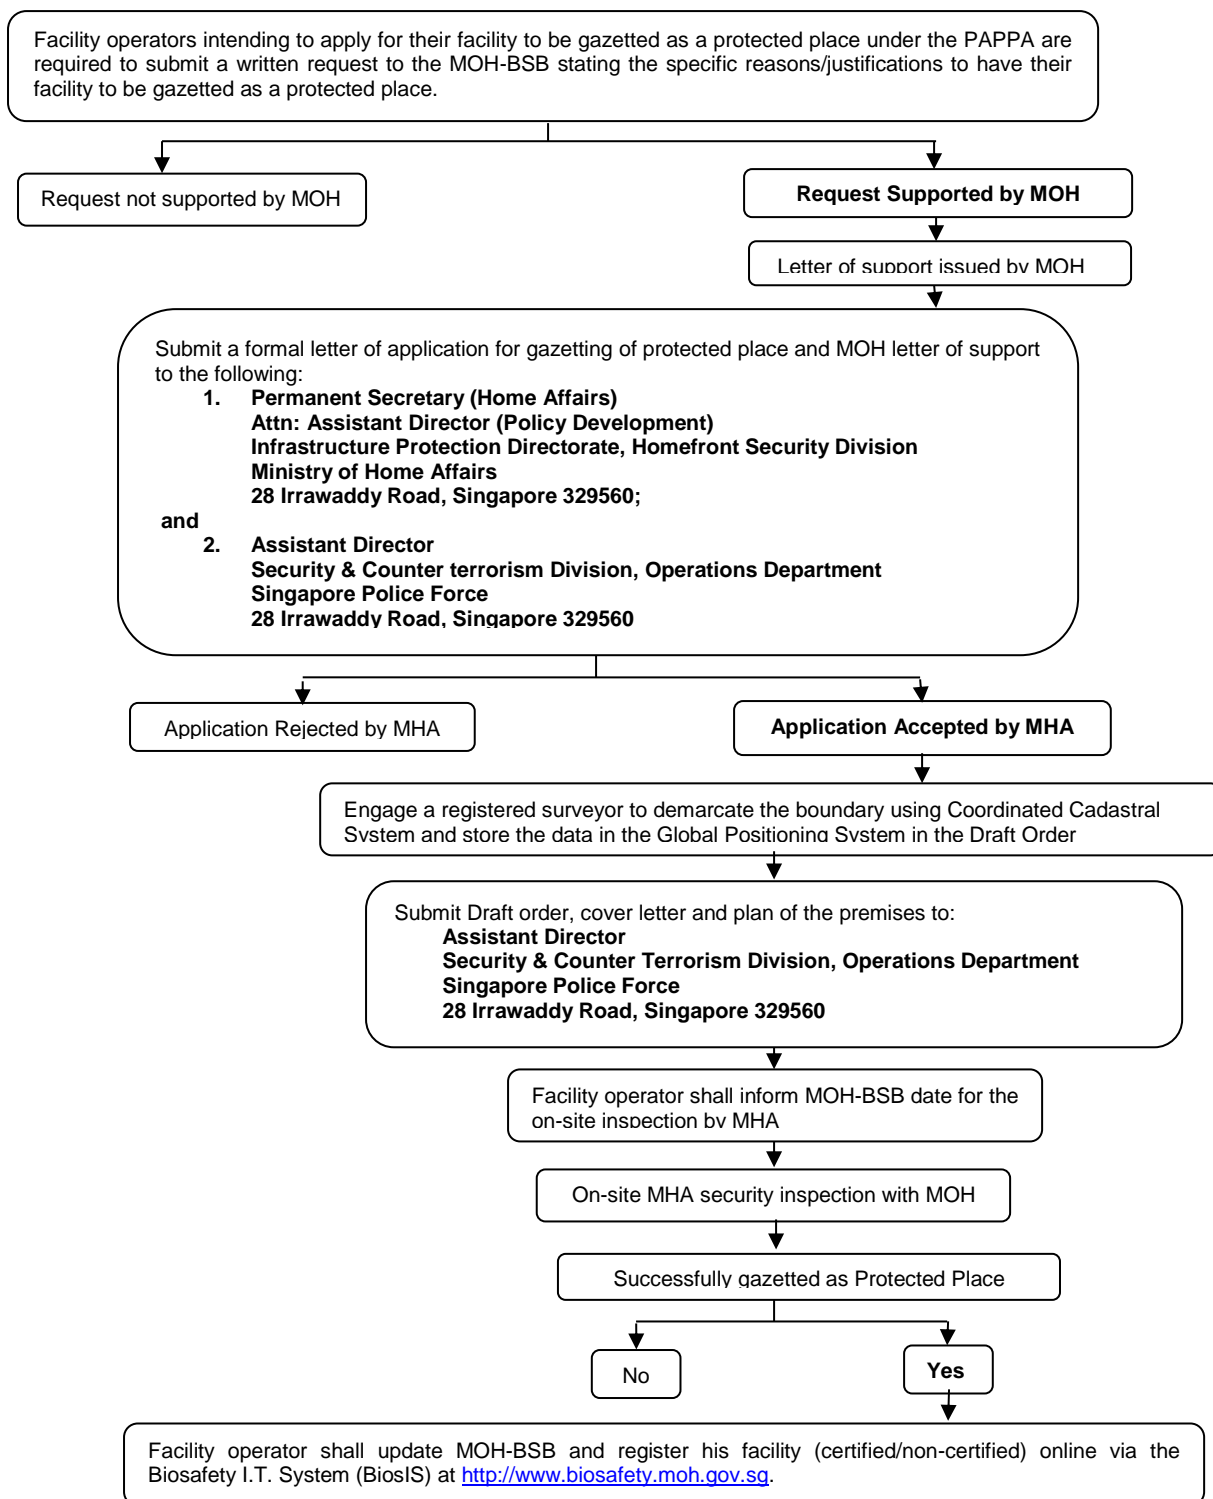 Facility operators intending to apply for their facility to be gazetted as a protected place under the PAPPA are
required to submit a written request to the MOH-BSB stating the specific reasons/justifications to have their
facility to be gazetted as a protected place.
Request not supported by MOH
Request Supported by MOH
Letter of support issued by MOH
Submit a formal letter of application for gazetting of protected place and MOH letter of support
to the following:
1. Permanent Secretary (Home Affairs)
Attn: Assistant Director (Policy Development)
Infrastructure Protection Directorate, Homefront Security Division
Ministry of Home Affairs
28 Irrawaddy Road, Singapore 329560;
and
2. Assistant Director
Security & Counter terrorism Division, Operations Department
Singapore Police Force
28 Irrawaddy Road, Singapore 329560
Application Rejected by MHA
Application Accepted by MHA
Engage a registered surveyor to demarcate the boundary using Coordinated Cadastral
System and store the data in the Global Positioning System in the Draft Order
Submit Draft order, cover letter and plan of the premises to:
Assistant Director
Security & Counter Terrorism Division, Operations Department
Singapore Police Force
28 Irrawaddy Road, Singapore 329560
Facility operator shall inform MOH-BSB date for the
on-site inspection by MHA
On-site MHA security inspection with MOH
Successfully gazetted as Protected Place
No
Yes
Facility operator shall update MOH-BSB and register his facility (certified/non-certified) online via the
Biosafety I.T. System (BiosIS) at http://www.biosafety.moh.gov.sg.